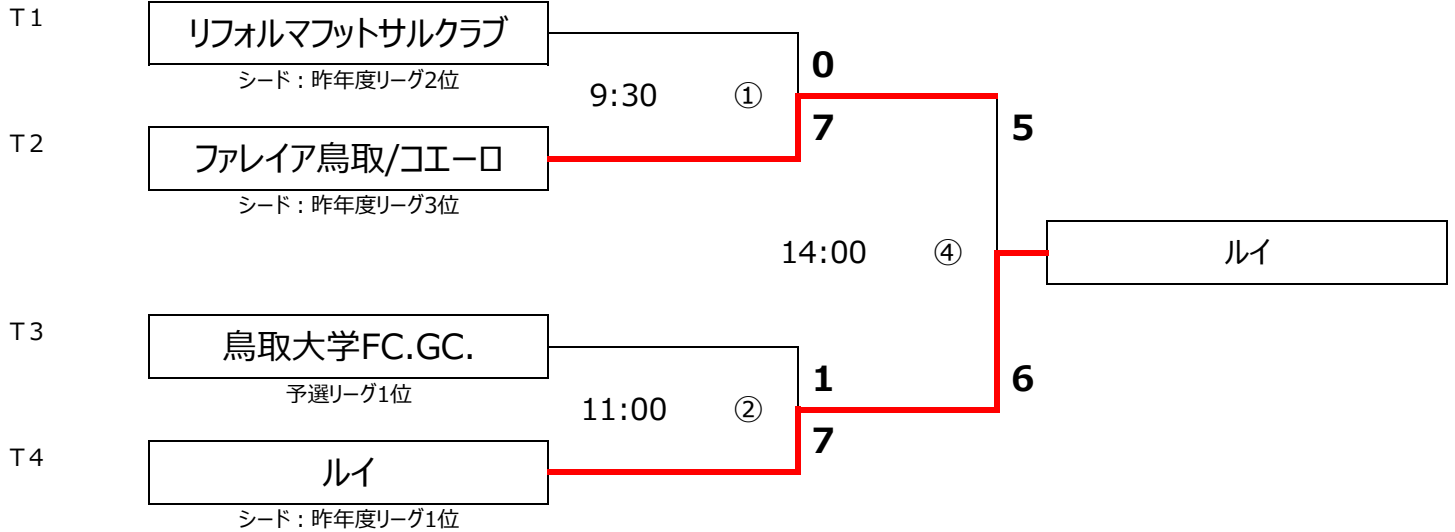 T1
リフォルマフットサルクラブ
シード：昨年度リーグ2位
0
9:30
①
7
5
T2
ファレイア鳥取/コエーロ
シード：昨年度リーグ3位
14:00
④
ルイ
T3
鳥取大学FC.GC.
予選リーグ1位
1
6
11:00
②
7
T4
ルイ
シード：昨年度リーグ1位